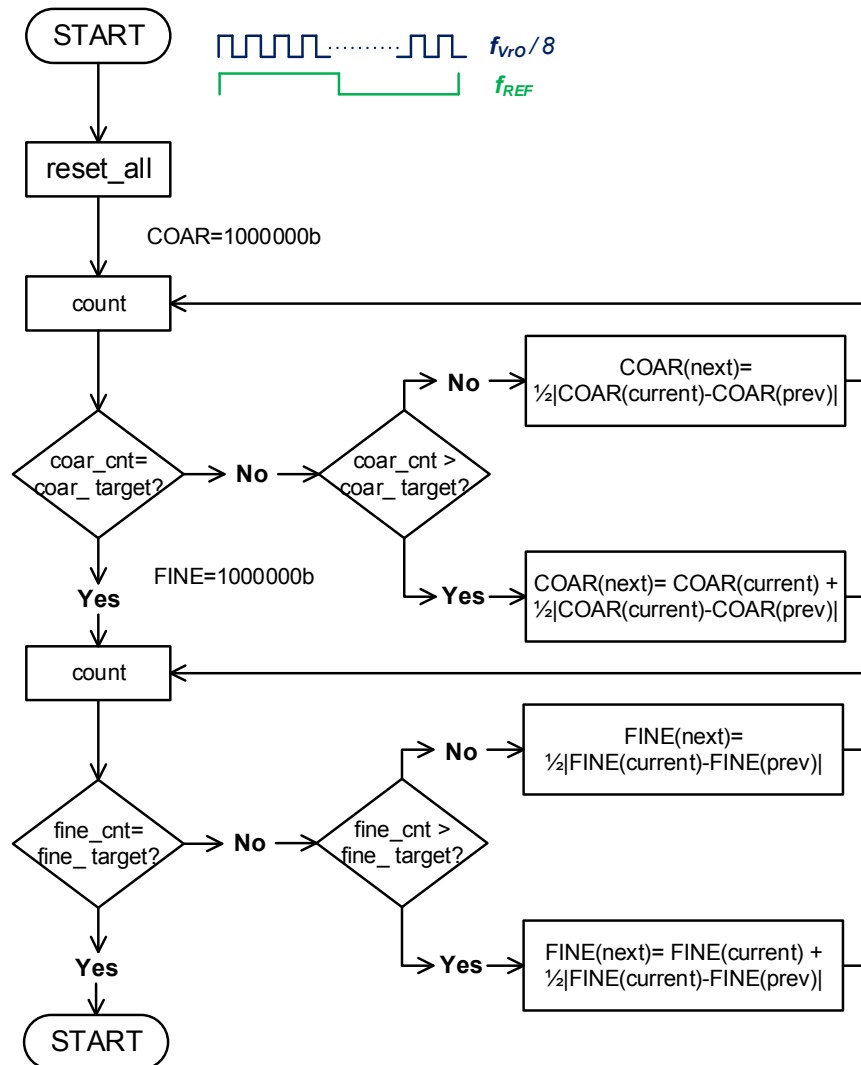 START
f_VrO/8
f_REF
reset_all
COAR=1000000b
count
No
COAR(next)=
½|COAR(current)-COAR(prev)|
coar_cnt=
coar_ target?
No
coar_cnt >
coar_ target?
FINE=1000000b
Yes
Yes
COAR(next)= COAR(current) +
½|COAR(current)-COAR(prev)|
count
No
FINE(next)=
½|FINE(current)-FINE(prev)|
fine_cnt=
fine_ target?
No
fine_cnt >
fine_ target?
Yes
Yes
FINE(next)= FINE(current) +
½|FINE(current)-FINE(prev)|
START